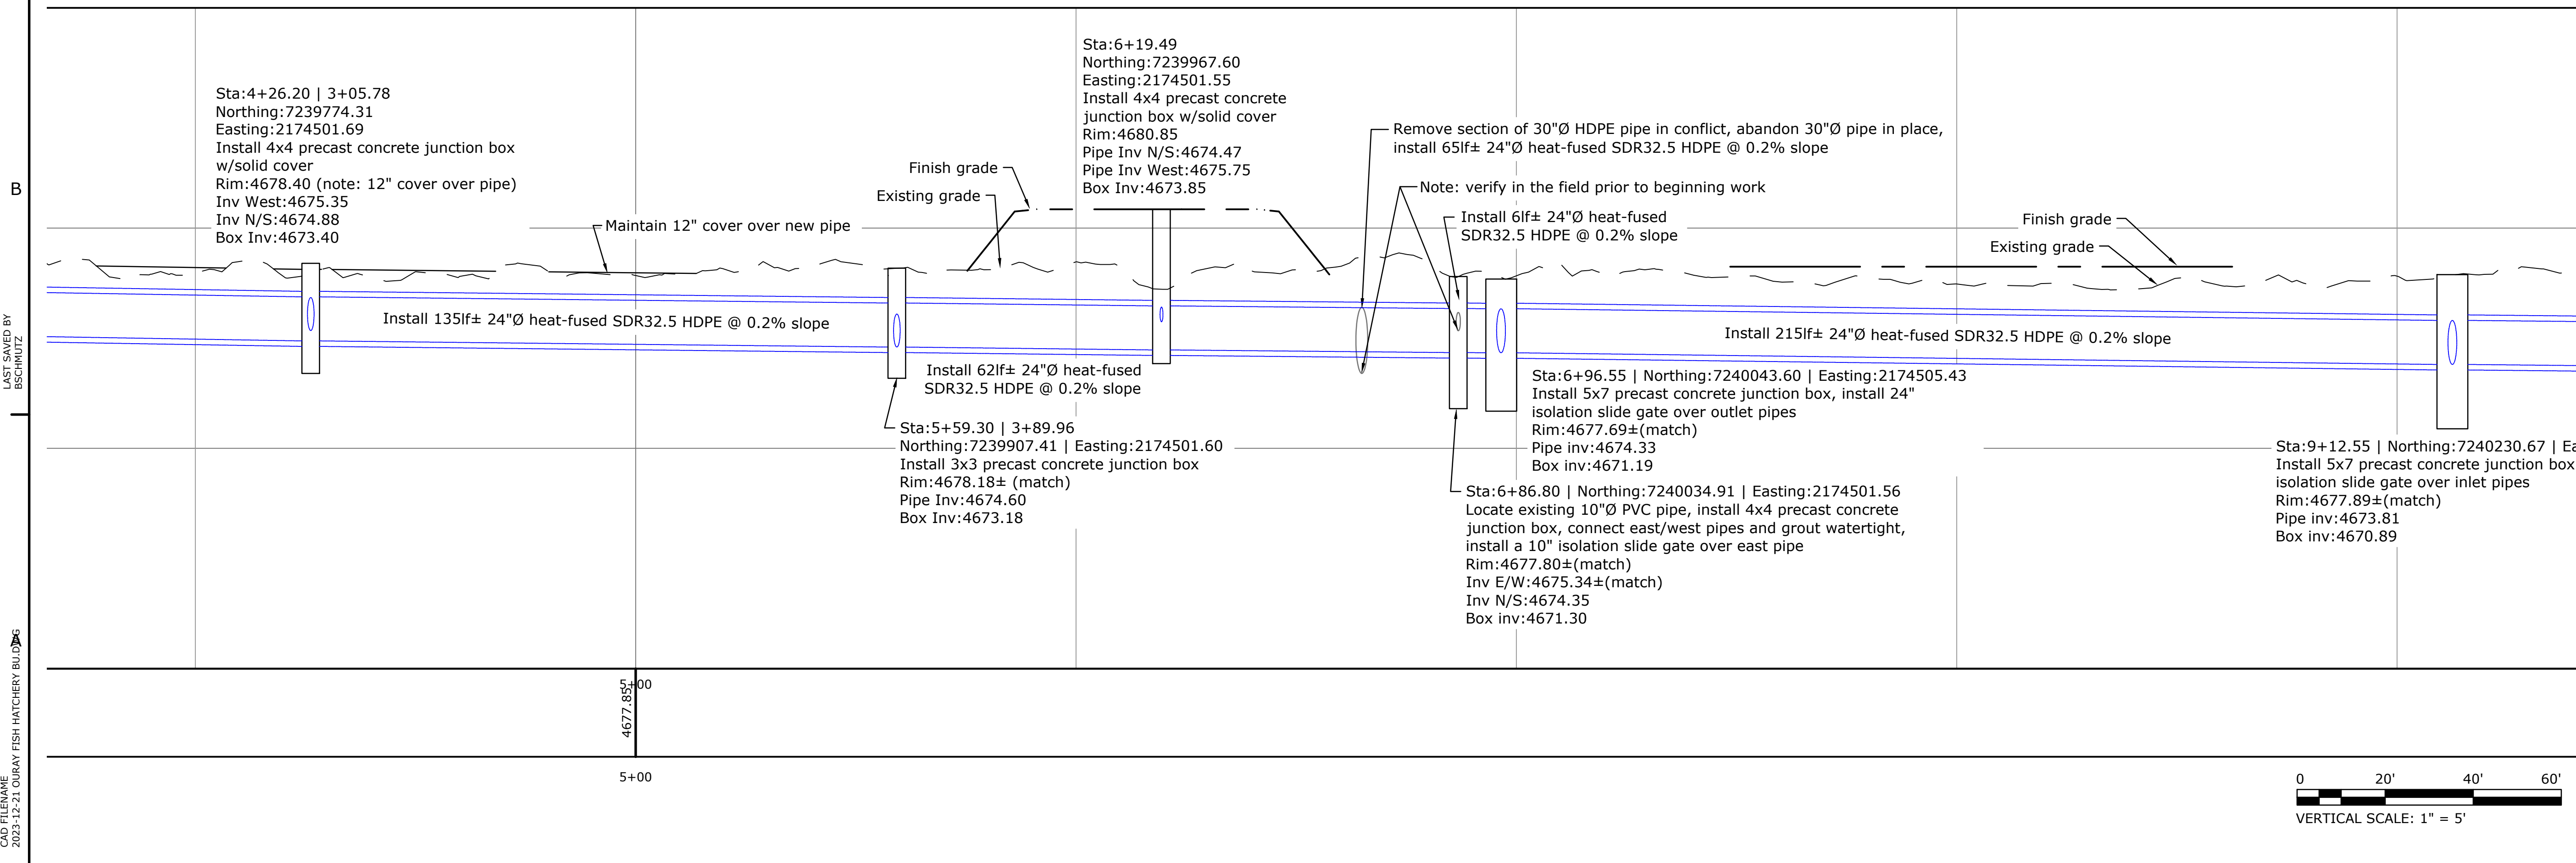 Sta:4+26.20 | 3+05.78
Northing:7239774.31
Easting:2174501.69
Install 4x4 precast concrete junction box
w/solid cover
Rim:4678.40 (note: 12" cover over pipe)
Inv West:4675.35
Inv N/S:4674.88
Box Inv:4673.40
Maintain 12" cover over new pipe
Finish grade
Existing grade
Sta:6+19.49
Northing:7239967.60
Easting:2174501.55
Install 4x4 precast concrete
junction box w/solid cover
Rim:4680.85
Pipe Inv N/S:4674.47
Pipe Inv West:4675.75
Box Inv:4673.85
Remove section of 30"Ø HDPE pipe in conflict, abandon 30"Ø pipe in place,
install 65lf± 24"Ø heat-fused SDR32.5 HDPE @ 0.2% slope
Note: verify in the field prior to beginning work
Install 6lf± 24"Ø heat-fused
SDR32.5 HDPE @ 0.2% slope
Finish grade
Existing grade
Install 135lf± 24"Ø heat-fused SDR32.5 HDPE @ 0.2% slope
Install 62lf± 24"Ø heat-fused
SDR32.5 HDPE @ 0.2% slope
Install 215lf± 24"Ø heat-fused SDR32.5 HDPE @ 0.2% slope
Sta:5+59.30 | 3+89.96
Northing:7239907.41 | Easting:2174501.60
Install 3x3 precast concrete junction box
Rim:4678.18± (match)
Pipe Inv:4674.60
Box Inv:4673.18
Sta:6+96.55 | Northing:7240043.60 | Easting:2174505.43
Install 5x7 precast concrete junction box, install 24"
isolation slide gate over outlet pipes
Rim:4677.69±(match)
Pipe inv:4674.33
Box inv:4671.19
Sta:6+86.80 | Northing:7240034.91 | Easting:2174501.56
Locate existing 10"Ø PVC pipe, install 4x4 precast concrete
junction box, connect east/west pipes and grout watertight,
install a 10" isolation slide gate over east pipe
Rim:4677.80±(match)
Inv E/W:4675.34±(match)
Inv N/S:4674.35
Box inv:4671.30
Sta:9+12.55 | Northing:7240230.67 | Ea
Install 5x7 precast concrete junction box
isolation slide gate over inlet pipes
Rim:4677.89±(match)
Pipe inv:4673.81
Box inv:4670.89
B
A
LAST SAVED BY
BSCHMUTZ
CAD FILENAME
2023-12-21 OURAY FISH HATCHERY BU.DWG
5+00
4677.85
5+00
0 20' 40' 60'
VERTICAL SCALE: 1" = 5'